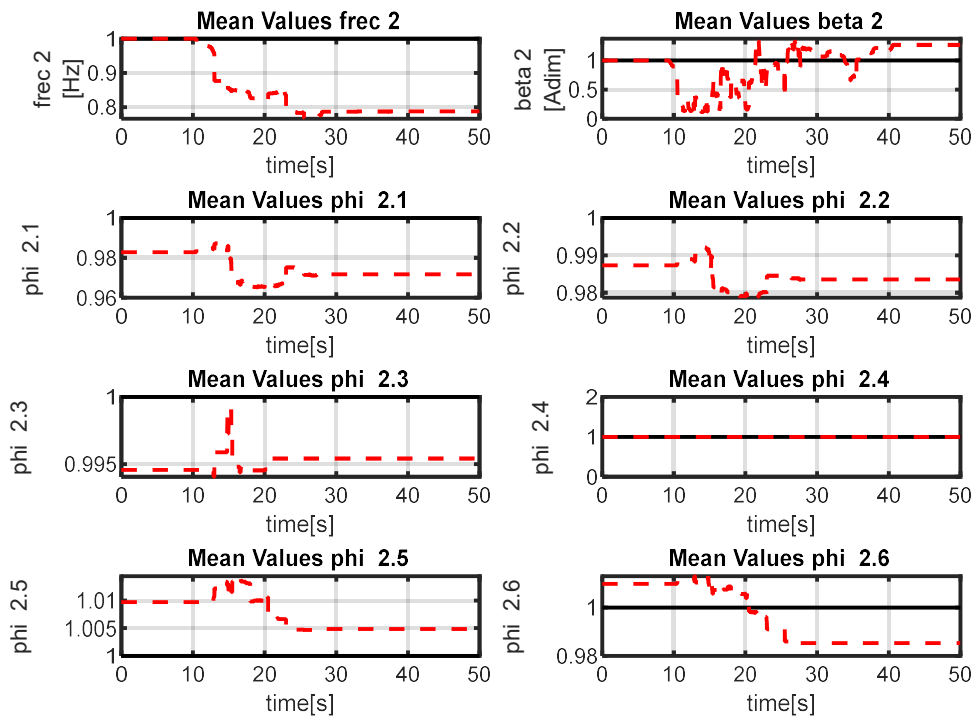 Mean Values frec 2
frec 2
[Hz]
1
0.9
0.8
0 10 20 30 40 50
time[s]
Mean Values beta 2
beta 2
[Adim]
1
0.5
0
0 10 20 30 40 50
time[s]
Mean Values phi 2.1
phi 2.1
1
0.98
0.96
0 10 20 30 40 50
time[s]
Mean Values phi 2.2
phi 2.2
1
0.99
0.98
0 10 20 30 40 50
time[s]
Mean Values phi 2.3
phi 2.3
1
0.995
0 10 20 30 40 50
time[s]
Mean Values phi 2.4
phi 2.4
2
1
0
0 10 20 30 40 50
time[s]
Mean Values phi 2.5
phi 2.5
1.01
1.005
1
0 10 20 30 40 50
time[s]
Mean Values phi 2.6
phi 2.6
1
0.98
0 10 20 30 40 50
time[s]